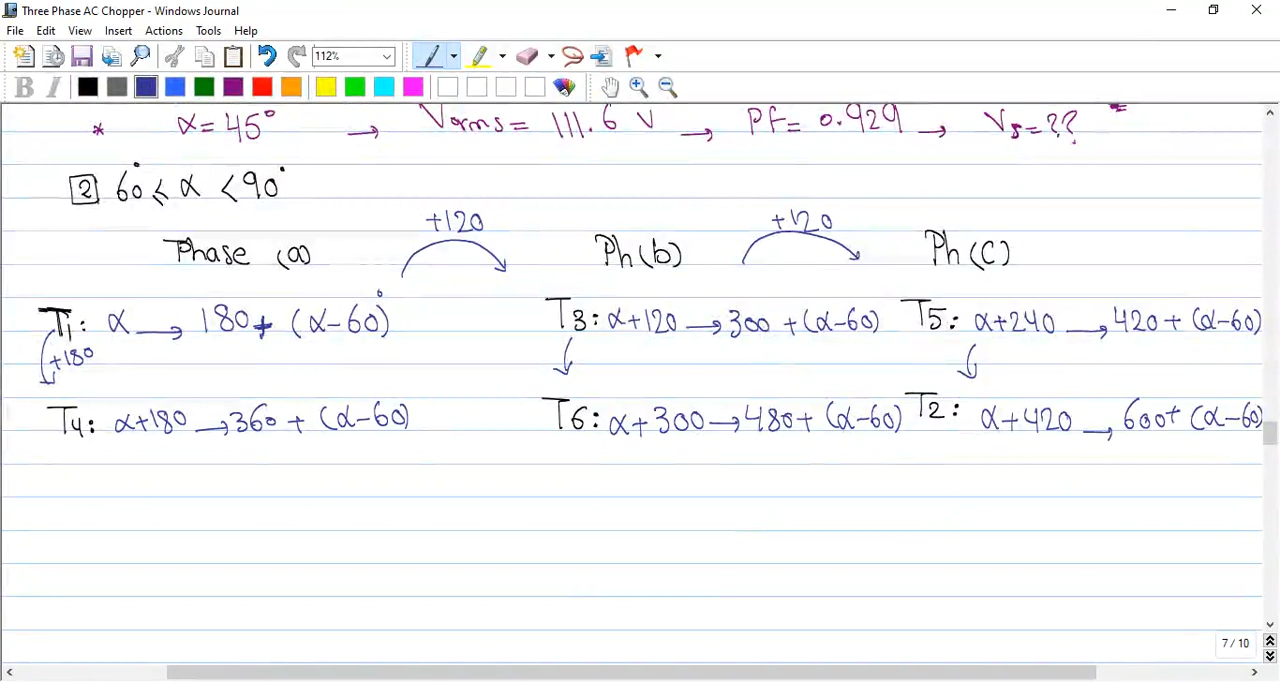 Three Phase AC Chopper - Windows Journal
File Edit View Insert Actions Tools Help
112%
B I
* α = 45° → Vorms = 111.6 V → PF = 0.929 → Vs = ??
2 60° ≤ α < 90°
+120 +120
Phase (a) Ph(b) Ph(c)
T1: α → 180 + (α-60)° T3: α+120 → 300 + (α-60) T5: α+240 → 420 + (α-60)
+180
T4: α+180 → 360 + (α-60) T6: α+300 → 480 + (α-60) T2: α+420 → 600 + (α-60)
7 / 10